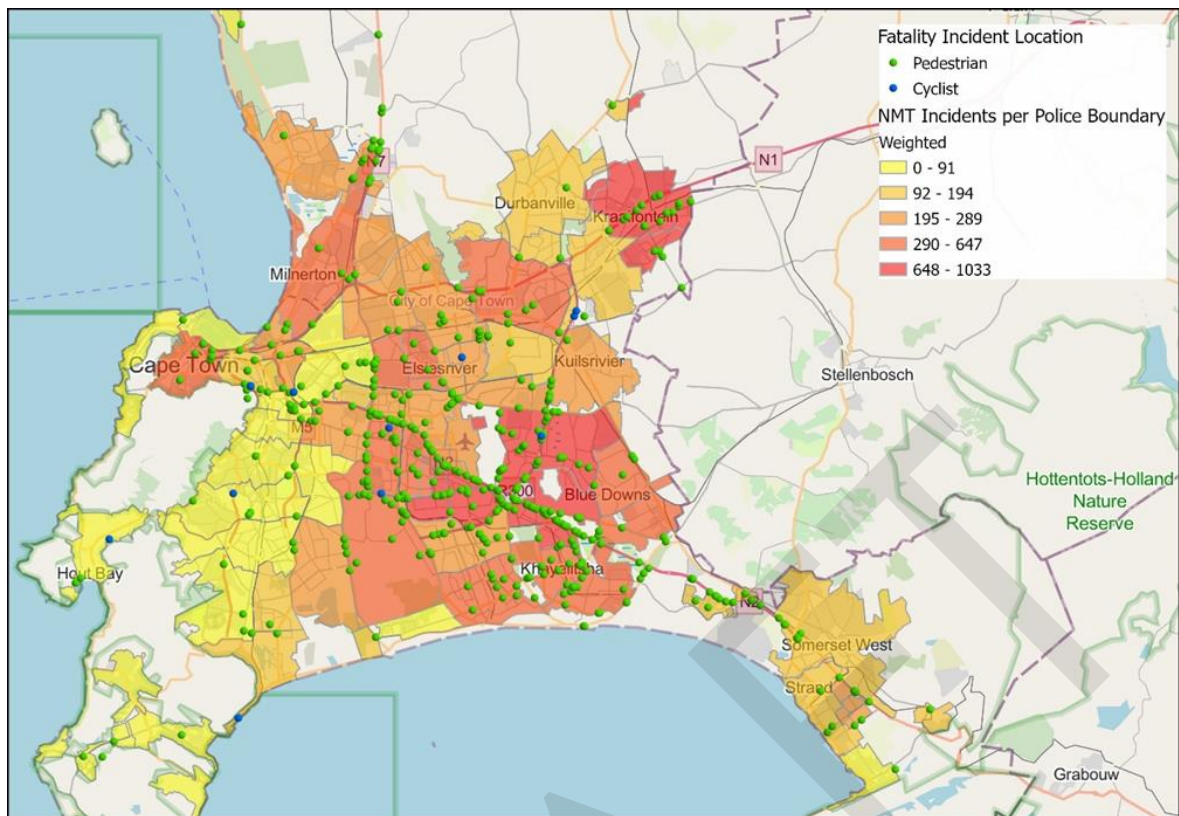 Fatality Incident Location
Pedestrian
Cyclist
NMT Incidents per Police Boundary
Weighted
0 - 91
92 - 194
195 - 289
290 - 647
648 - 1033
N1
N7
Durbanville
Kraaifontein
Milnerton
City of Cape Town
Cape Town
Elsiesriver
Kuilsrivier
Stellenbosch
M5
N2
R300
Blue Downs
Hottentots-Holland
Nature
Reserve
Hout Bay
Khayelitsha
N2
Somerset West
Strand
Grabouw